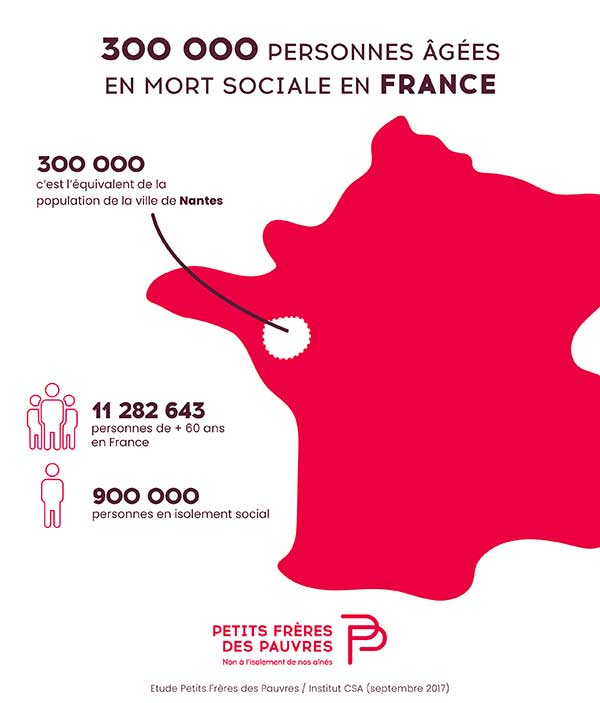 300 000 PERSONNES ÂGÉES
EN MORT SOCIALE EN FRANCE
300 000
c'est l'équivalent de la
population de la ville de Nantes
11 282 643
personnes de + 60 ans
en France
900 000
personnes en isolement social
PETITS FRÈRES
DES PAUVRES
Non à l'isolement de nos aînés
Etude Petits Frères des Pauvres / Institut CSA (septembre 2017)